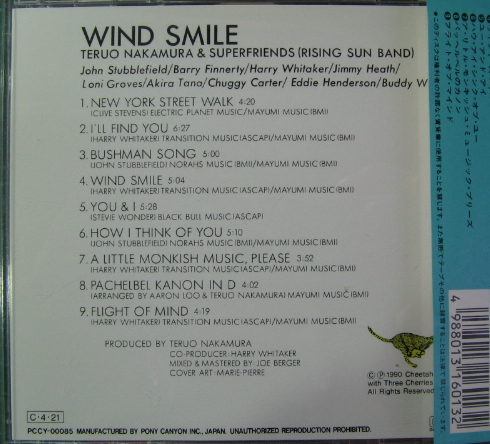 WIND SMILE
TERUO NAKAMURA & SUPERFRIENDS (RISING SUN BAND)
John Stubblefield/Barry Finnerty/Harry Whitaker/Jimmy Heath/
Loni Groves/Akira Tana/Chuggy Carter/ Eddie Henderson/Buddy W
1. NEW YORK STREET WALK 4:20
(CLIVE STEVENS) ELECTRIC PLANET MUSIC/MAYUMI MUSIC(BMI)
2. I'LL FIND YOU 6:27
(HARRY WHITAKER) TRANSITION MUSIC(ASCAP)/MAYUMI MUSIC(BMI)
3. BUSHMAN SONG 5:00
(JOHN STUBBLEFIELD) NORAHS MUSIC(BMI)/MAYUMI MUSIC(BMI)
4. WIND SMILE 5:04
(HARRY WHITAKER) TRANSITION MUSIC(ASCAP)/MAYUMI MUSIC(BMI)
5. YOU & I 5:28
(STEVIE WONDER) BLACK BULL MUSIC(ASCAP)
6. HOW I THINK OF YOU 5:10
(JOHN STUBBLEFIELD) NORHS MUSIC(BMI)/MAYUMI MUSIC(BMI)
7. A LITTLE MONKISH MUSIC, PLEASE 3:52
(HARRY WHITAKER) TRANSITION MUSIC(ASCAP)/MAYUMI MUSIC(BMI)
8. PACHELBEL KANON IN D 4:02
(ARRANGED BY AARON LOO & TERUO NAKAMURA) MAYUMI MUSIC(BMI)
9. FLIGHT OF MIND 4:19
(HARRY WHITAKER) TRANSITION MUSIC(ASCAP)/MAYUMI MUSIC(BMI)
PRODUCED BY TERUO NAKAMURA
CO-PRODUCER: HARRY WHITAKER
MIXED & MASTERED BY: JOE BERGER
COVER ART: MARIE-PIERRE
©Ⓟ1990 Cheetah
with Three Cherries
All Rights Reserved
C・4・21
PCCY-00085 MANUFACTURED BY PONY CANYON INC., JAPAN. UNAUTHORIZED REPRODUCTION PROHIBITED.
4 988013 160132